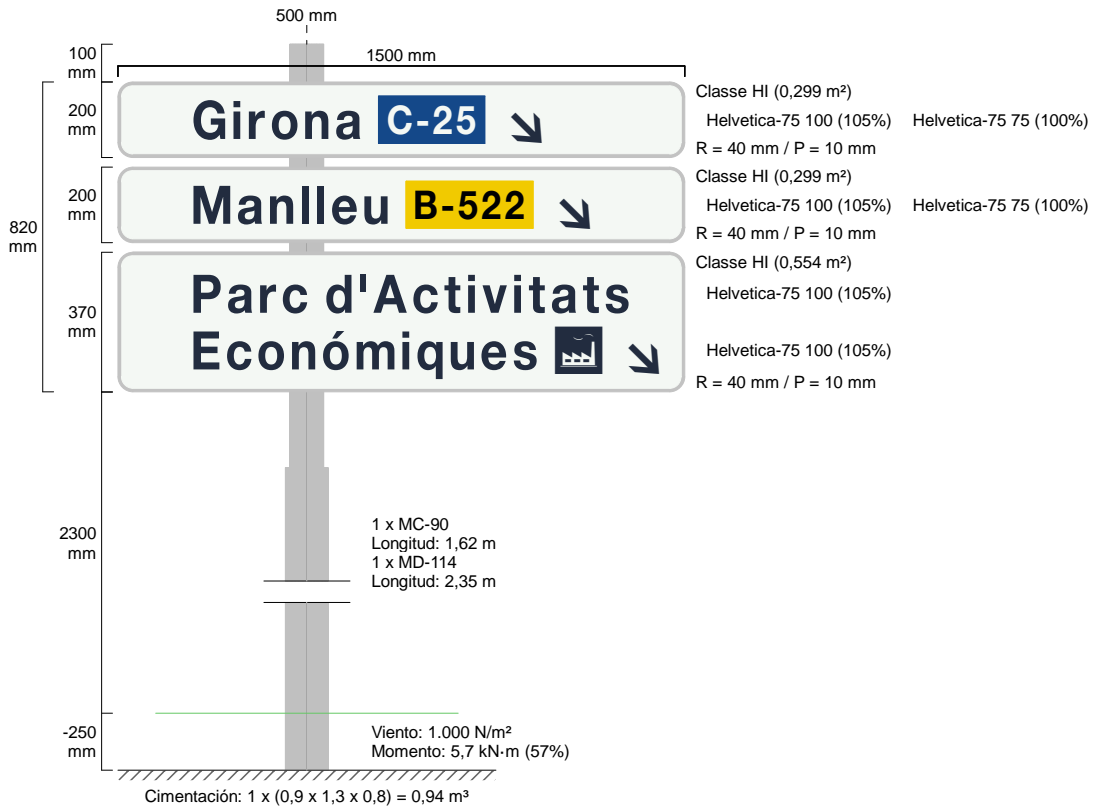 500 mm
100
mm
1500 mm
200
mm
Girona C-25
Classe HI (0,299 m²)
Helvetica-75 100 (105%) Helvetica-75 75 (100%)
R = 40 mm / P = 10 mm
200
mm
Manlleu B-522
Classe HI (0,299 m²)
Helvetica-75 100 (105%) Helvetica-75 75 (100%)
R = 40 mm / P = 10 mm
820
mm
370
mm
Parc d'Activitats
Económiques
Classe HI (0,554 m²)
Helvetica-75 100 (105%)
Helvetica-75 100 (105%)
R = 40 mm / P = 10 mm
2300
mm
1 x MC-90
Longitud: 1,62 m
1 x MD-114
Longitud: 2,35 m
-250
mm
Viento: 1.000 N/m²
Momento: 5,7 kN·m (57%)
Cimentación: 1 x (0,9 x 1,3 x 0,8) = 0,94 m³